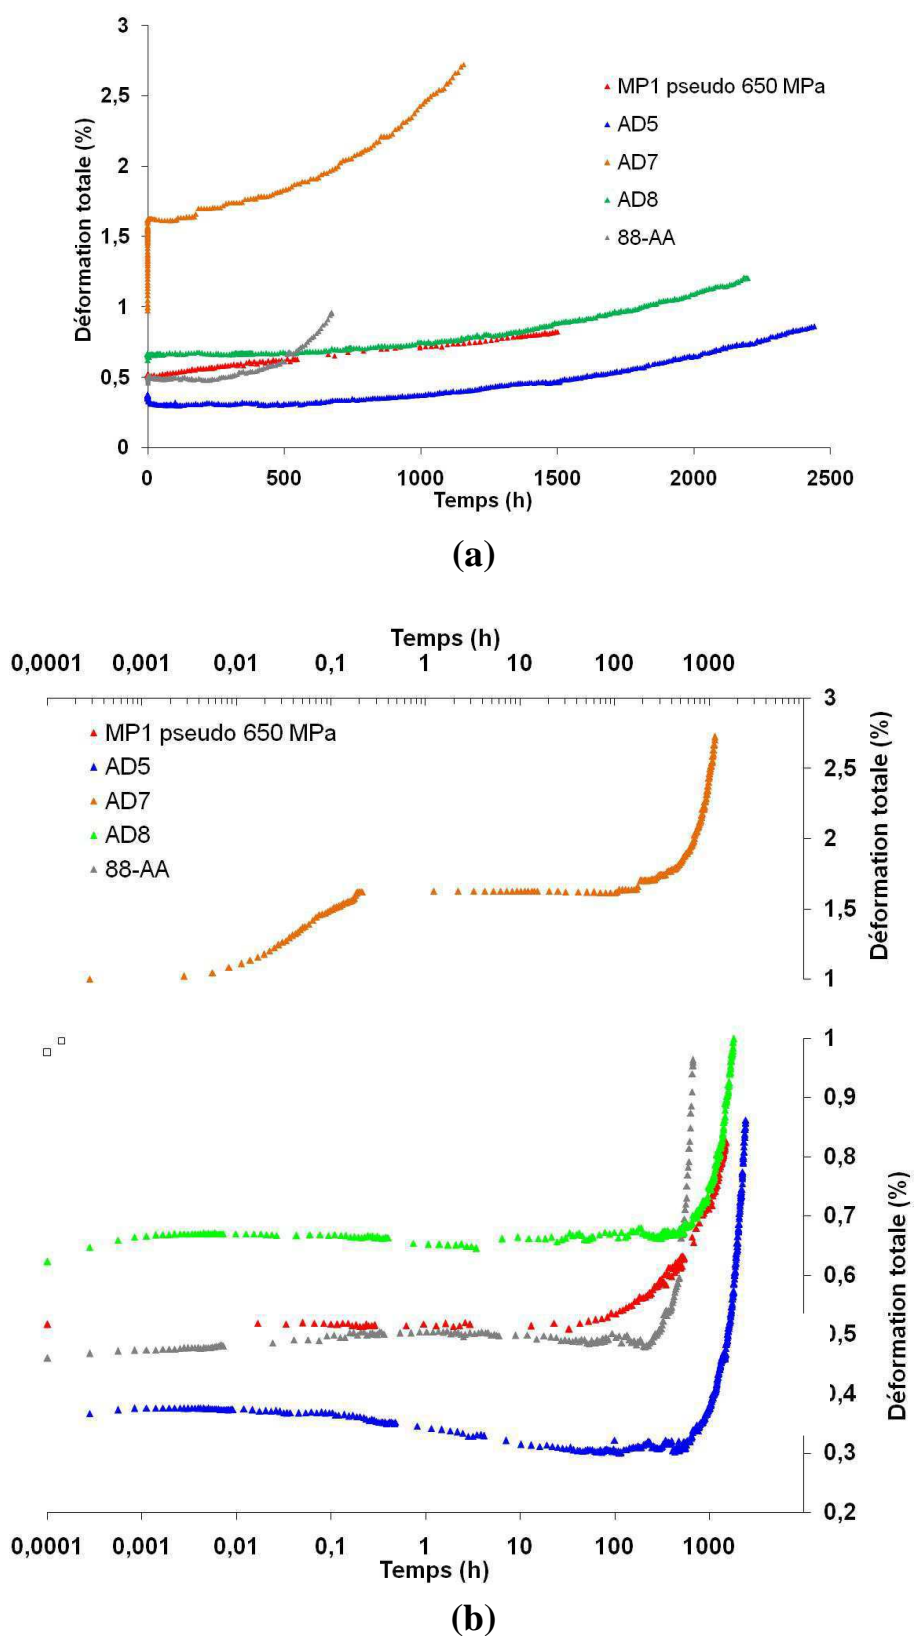 3
2,5
2
1,5
1
0,5
0
Déformation totale (%)
MP1 pseudo 650 MPa
AD5
AD7
AD8
88-AA
0 500 1000 1500 2000 2500
Temps (h)
(a)
Temps (h)
0,0001 0,001 0,01 0,1 1 10 100 1000
MP1 pseudo 650 MPa
AD5
AD7
AD8
88-AA
3
2,5
2
1,5
1
Déformation totale (%)
1
0,9
0,8
0,7
0,6
0,5
),4
0,3
0,2
Déformation totale (%)
0,0001 0,001 0,01 0,1 1 10 100 1000
Temps (h)
(b)